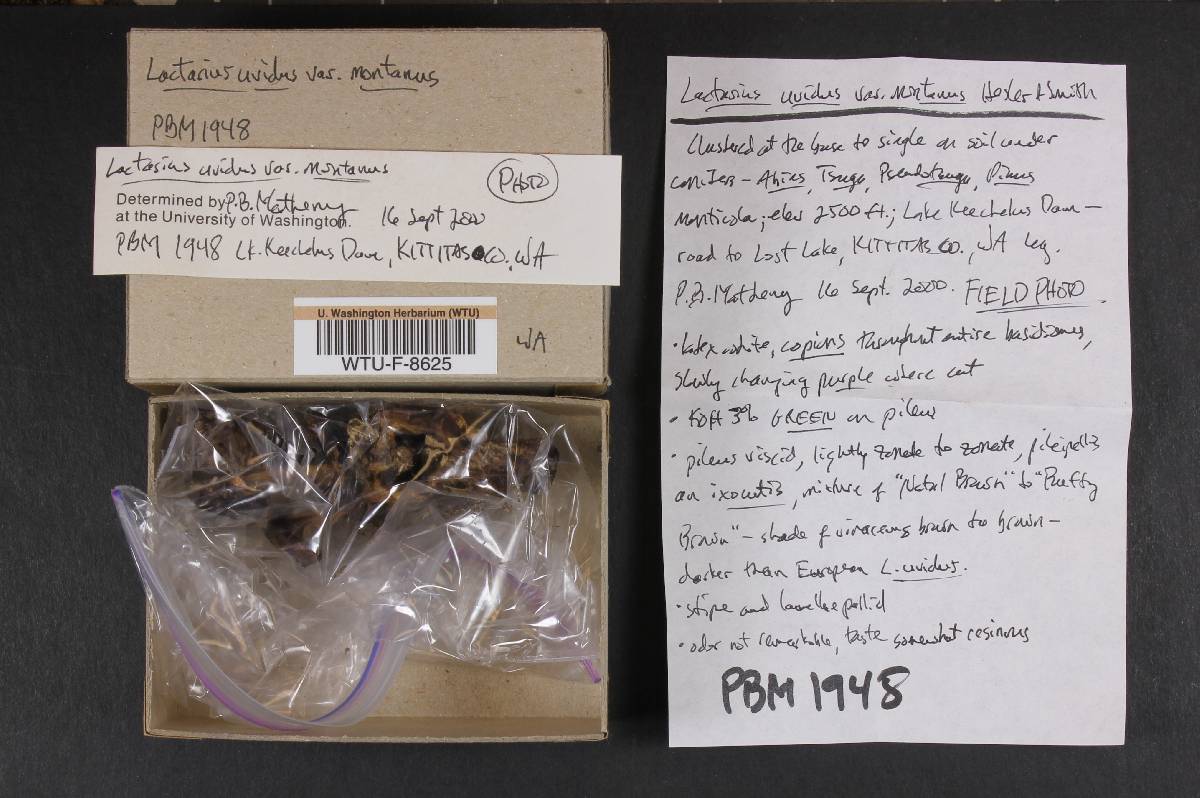 Lactarius uvidus var. montanus
PBM 1948
Lactarius uvidus var. montanus
PHOTO
Determined by P.B. Matheny
at the University of Washington. 16 Sept 2000
PBM 1948 Lk. Keechelus Dam, KITTITAS CO. WA
U. Washington Herbarium (WTU)
WTU-F-8625
WA
Lactarius uvidus var. montanus Hesler & Smith
Clustered at the base to single on soil under
conifers - Abies, Tsuga, Pseudotsuga, Pinus
monticola; elev 2500 ft.; Lake Keechelus Dam -
road to Lost Lake, KITTITAS CO., WA leg.
P.B. Matheny 16 Sept. 2000. FIELD PHOTO.
• latex white, copious throughout entire basidiomes,
slowly changing purple where cut
• KOH 3% GREEN on pileus
• pileus viscid, lightly zonate to zonate, pileipellis
an ixocutis, mixture of "Natal Brown" to "Buffy
Brown" - shade of vinaceous brown to brown -
darker than European L. uvidus.
• stipe and lamellae pallid
• odor not remarkable, taste somewhat resinous
PBM 1948